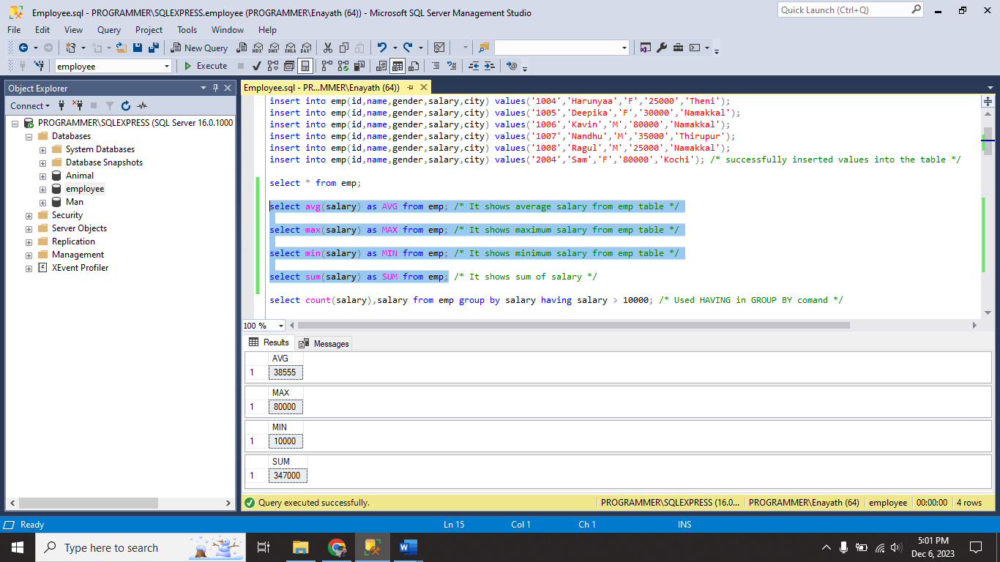 Employee.sql - PROGRAMMER\SQLEXPRESS.employee (PROGRAMMER\Enayath (64)) - Microsoft SQL Server Management Studio
Quick Launch (Ctrl+Q)
File Edit View Query Project Tools Window Help
New Query
MDX DMX XMLA DAX
employee
Execute
Object Explorer
Connect
PROGRAMMER\SQLEXPRESS (SQL Server 16.0.1000
Databases
System Databases
Database Snapshots
Animal
employee
Man
Security
Server Objects
Replication
Management
XEvent Profiler
Employee.sql - PR...MMER\Enayath (64))
insert into emp(id,name,gender,salary,city) values('1004','Harunyaa','F','25000','Theni');
insert into emp(id,name,gender,salary,city) values('1005','Deepika','F','30000','Namakkal');
insert into emp(id,name,gender,salary,city) values('1006','Kavin','M','80000','Namakkal');
insert into emp(id,name,gender,salary,city) values('1007','Nandhu','M','35000','Thirupur');
insert into emp(id,name,gender,salary,city) values('1008','Ragul','M','25000','Namakkal');
insert into emp(id,name,gender,salary,city) values('2004','Sam','F','80000','Kochi'); /* successfully inserted values into the table */
select * from emp;
select avg(salary) as AVG from emp; /* It shows average salary from emp table */
select max(salary) as MAX from emp; /* It shows maximum salary from emp table */
select min(salary) as MIN from emp; /* It shows minimum salary from emp table */
select sum(salary) as SUM from emp; /* It shows sum of salary */
select count(salary),salary from emp group by salary having salary > 10000; /* Used HAVING in GROUP BY comand */
100 %
Results Messages
AVG
1 38555
MAX
1 80000
MIN
1 10000
SUM
1 347000
Query executed successfully.
PROGRAMMER\SQLEXPRESS (16.0... PROGRAMMER\Enayath (64) employee 00:00:00 4 rows
Ready
Ln 15 Col 1 Ch 1 INS
Type here to search
5:01 PM
Dec 6, 2023